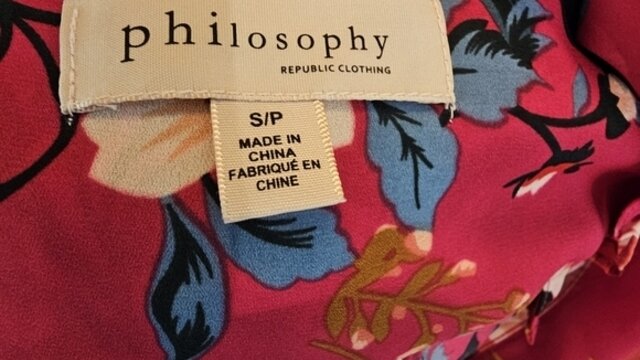 philosophy
REPUBLIC CLOTHING
S/P
MADE IN
CHINA
FABRIQUÉ EN
CHINE